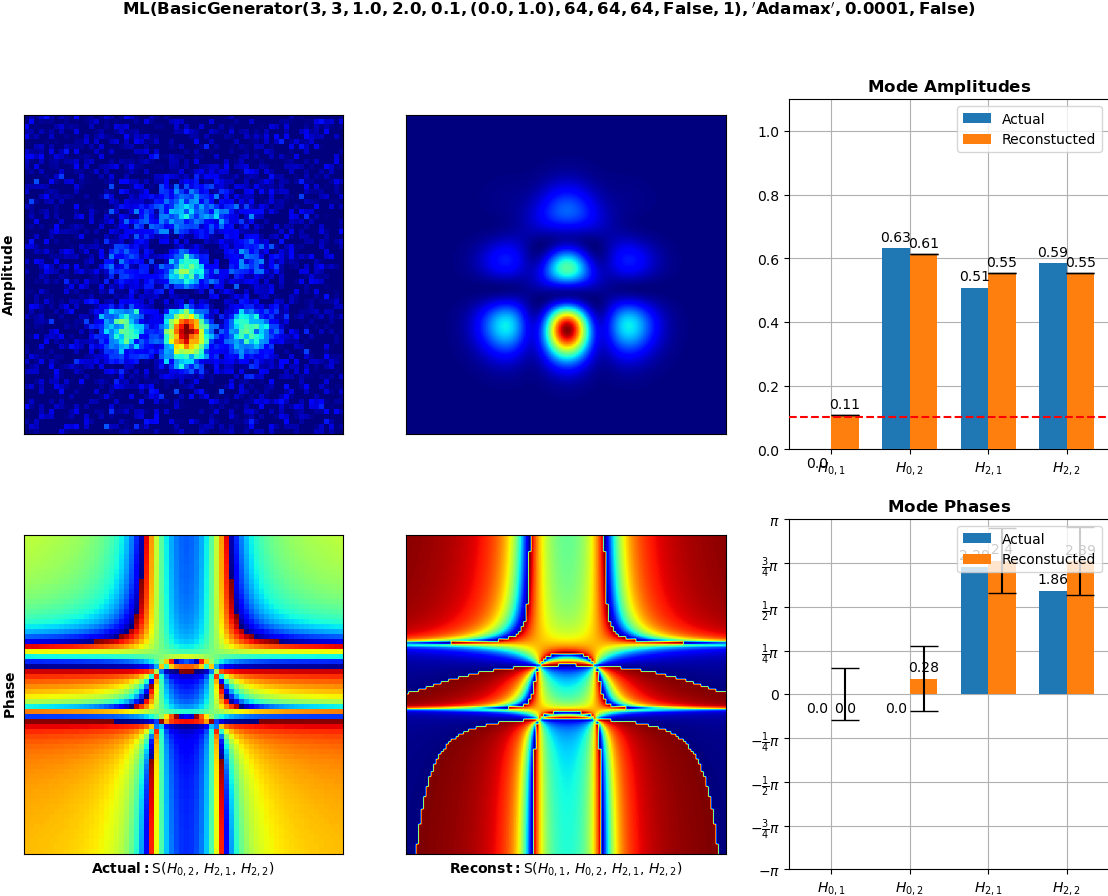 ML(BasicGenerator(3, 3, 1.0, 2.0, 0.1, (0.0, 1.0), 64, 64, 64, False, 1), ′Adamax′, 0.0001, False)
Mode Amplitudes
Amplitude
Actual
Reconstucted
1.0
0.8
0.6
0.4
0.2
0.0
0.0
0.11
0.63
0.61
0.51
0.55
0.59
0.55
H0,1
H0,2
H2,1
H2,2
Phase
Actual: S(H0,2, H2,1, H2,2)
Reconst: S(H0,1, H0,2, H2,1, H2,2)
Mode Phases
Actual
Reconstucted
π
3/4π
1/2π
1/4π
0
−1/4π
−1/2π
−3/4π
−π
0.0
0.0
0.0
0.28
1.86
H0,1
H0,2
H2,1
H2,2